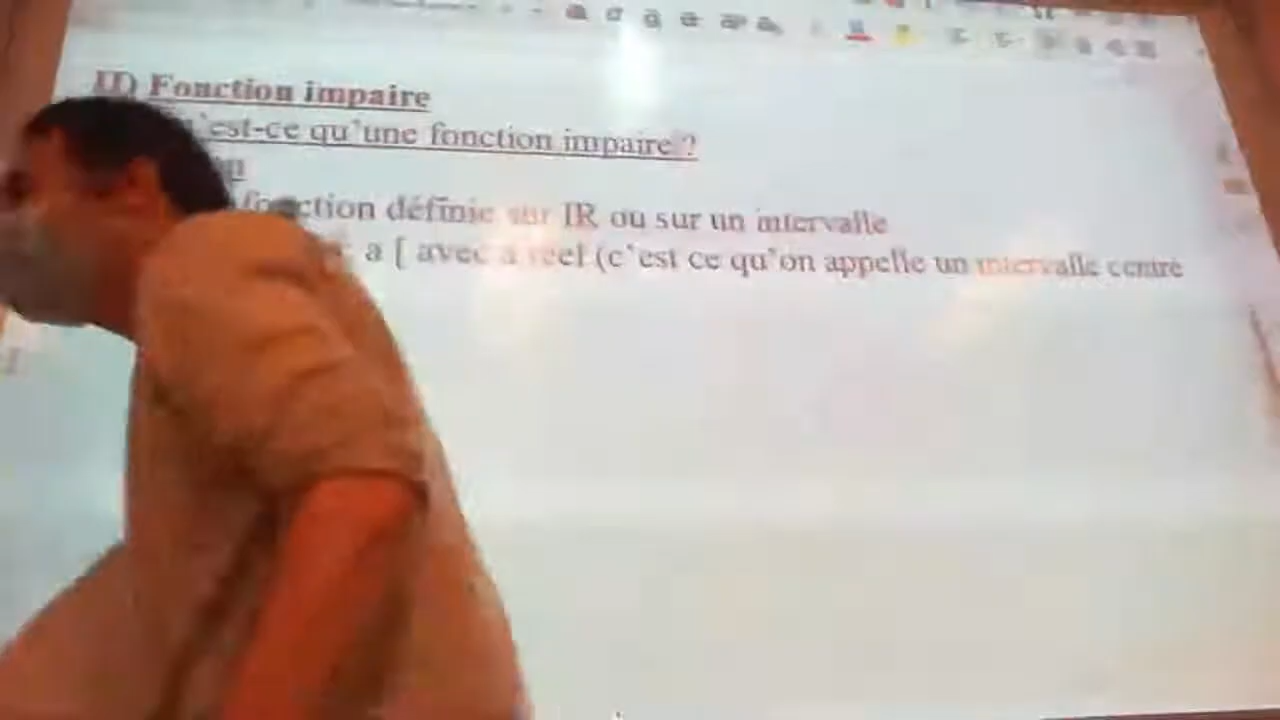 II) Fonction impaire
'est-ce qu'une fonction impaire ?
fonction définie sur IR ou sur un intervalle
a [ avec a réel (c'est ce qu'on appelle un intervalle centré